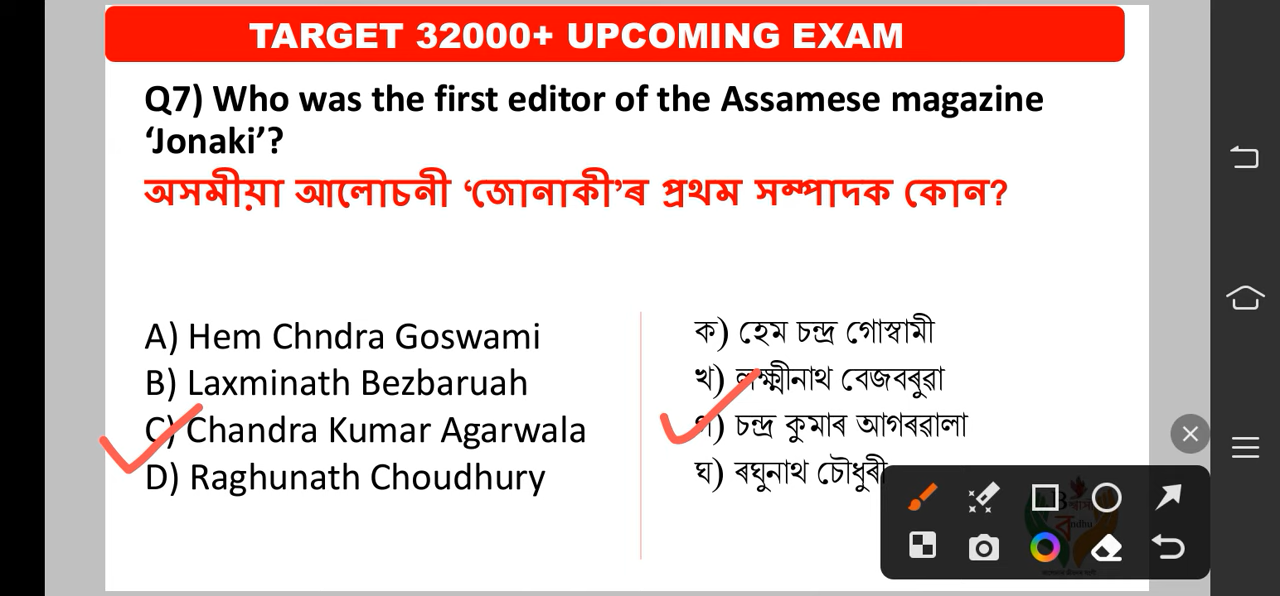 TARGET 32000+ UPCOMING EXAM
Q7) Who was the first editor of the Assamese magazine
‘Jonaki’?
অসমীয়া আলোচনী ‘জোনাকী’ৰ প্ৰথম সম্পাদক কোন?
A) Hem Chndra Goswami
B) Laxminath Bezbaruah
C) Chandra Kumar Agarwala
D) Raghunath Choudhury
ক) হেম চন্দ্ৰ গোস্বামী
খ) লক্ষ্মীনাথ বেজবৰুৱা
গ) চন্দ্ৰ কুমাৰ আগৰৱালা
ঘ) ৰঘুনাথ চৌধুৰী